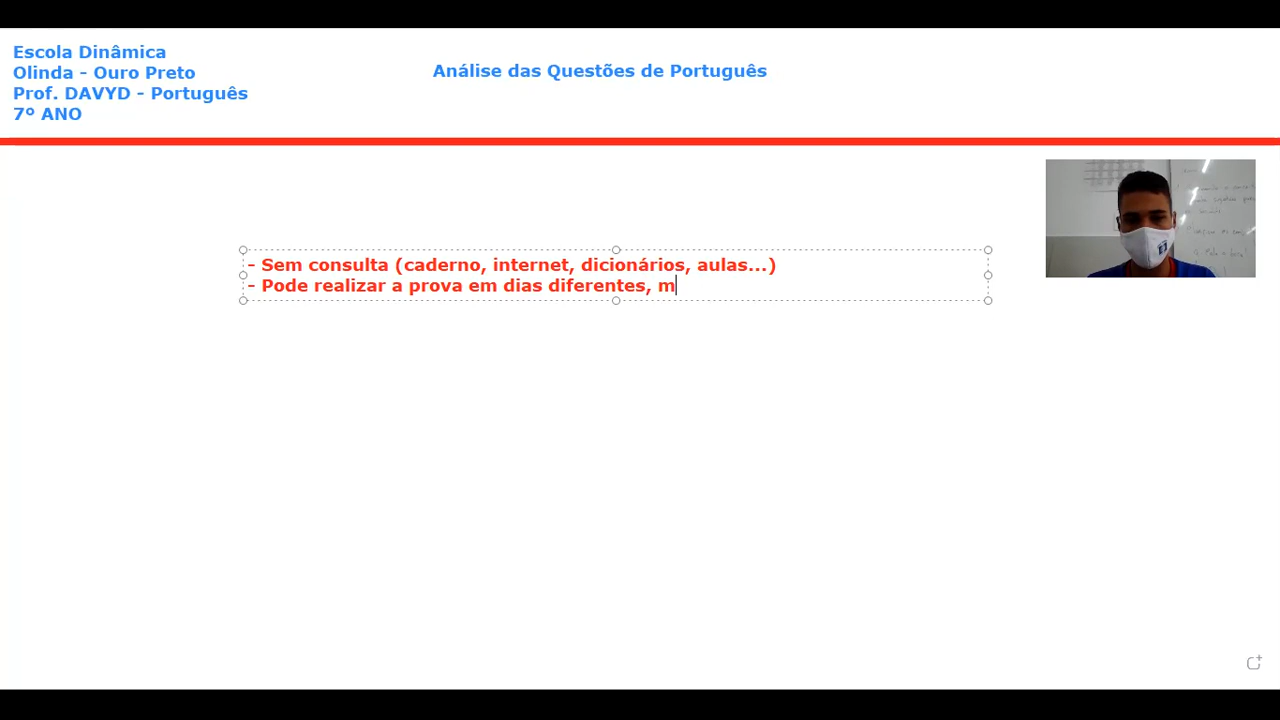 Escola Dinâmica
Olinda - Ouro Preto
Prof. DAVYD - Português
7º ANO
Análise das Questões de Português
- Sem consulta (caderno, internet, dicionários, aulas...)
- Pode realizar a prova em dias diferentes, m